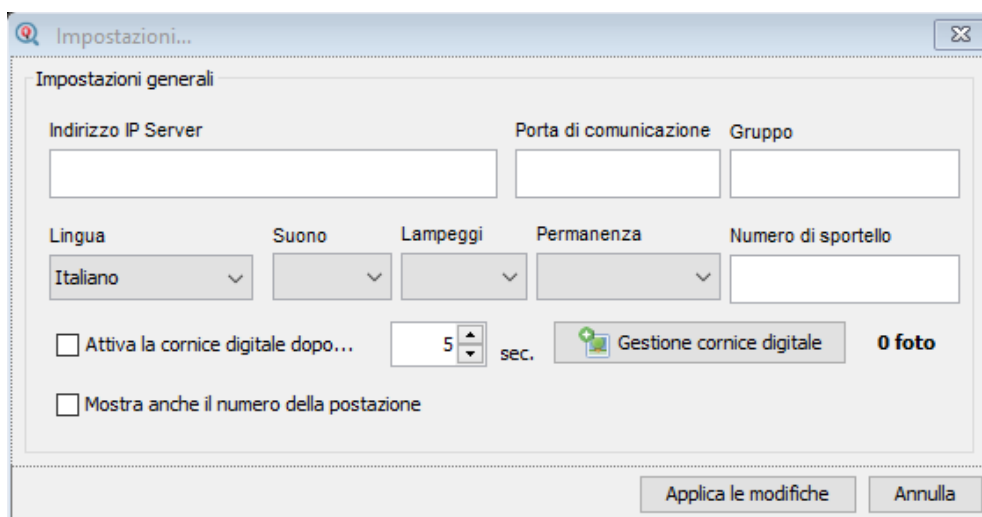 Impostazioni...
Impostazioni generali
Indirizzo IP Server Porta di comunicazione Gruppo
Lingua Suono Lampeggi Permanenza Numero di sportello
Italiano
Attiva la cornice digitale dopo... 5 sec. Gestione cornice digitale 0 foto
Mostra anche il numero della postazione
Applica le modifiche Annulla